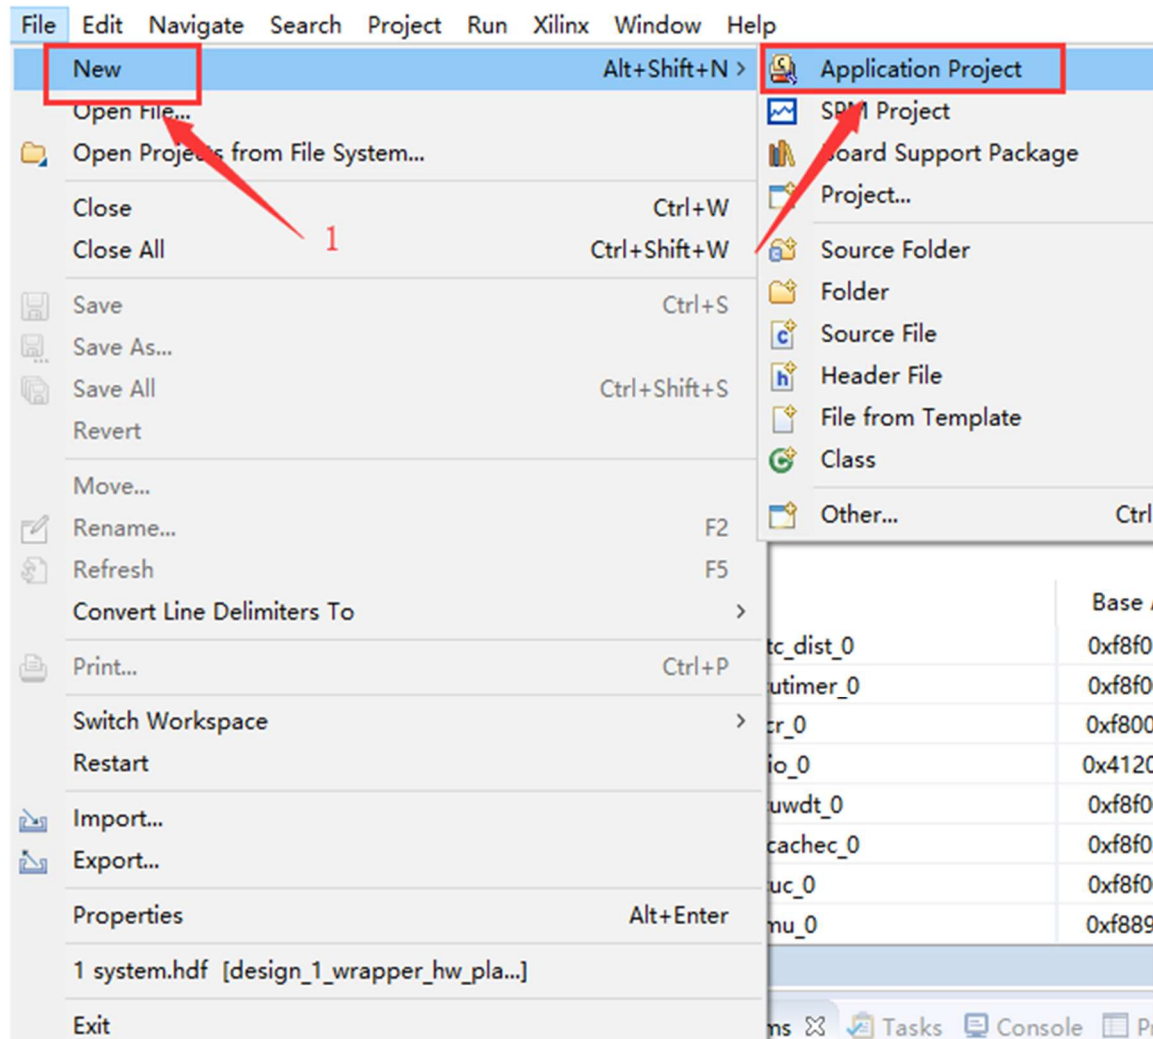 File Edit Navigate Search Project Run Xilinx Window Help
New Alt+Shift+N >
Open File...
Open Projects from File System...
1
Close Ctrl+W
Close All Ctrl+Shift+W
Save Ctrl+S
Save As...
Save All Ctrl+Shift+S
Revert
Move...
Rename... F2
Refresh F5
Convert Line Delimiters To >
Print... Ctrl+P
Switch Workspace >
Restart
Import...
Export...
Properties Alt+Enter
1 system.hdf [design_1_wrapper_hw_pla...]
Exit
Application Project
SPM Project
Board Support Package
Project...
Source Folder
Folder
Source File
Header File
File from Template
Class
Other... Ctrl
Base
tc_dist_0 0xf8f0
utimer_0 0xf8f0
cr_0 0xf800
io_0 0x4120
uwdt_0 0xf8f0
cachec_0 0xf8f0
uc_0 0xf8f0
mu_0 0xf889
ms Tasks Console